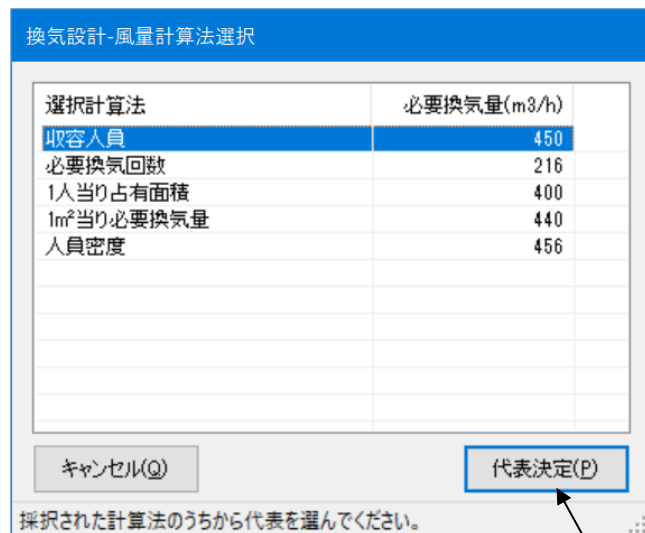 換気設計-風量計算法選択
選択計算法 必要換気量(m3/h)
収容人員 450
必要換気回数 216
1人当り占有面積 400
1㎡当り必要換気量 440
人員密度 456
キャンセル(Q) 代表決定(P)
採択された計算法のうちから代表を選んでください。